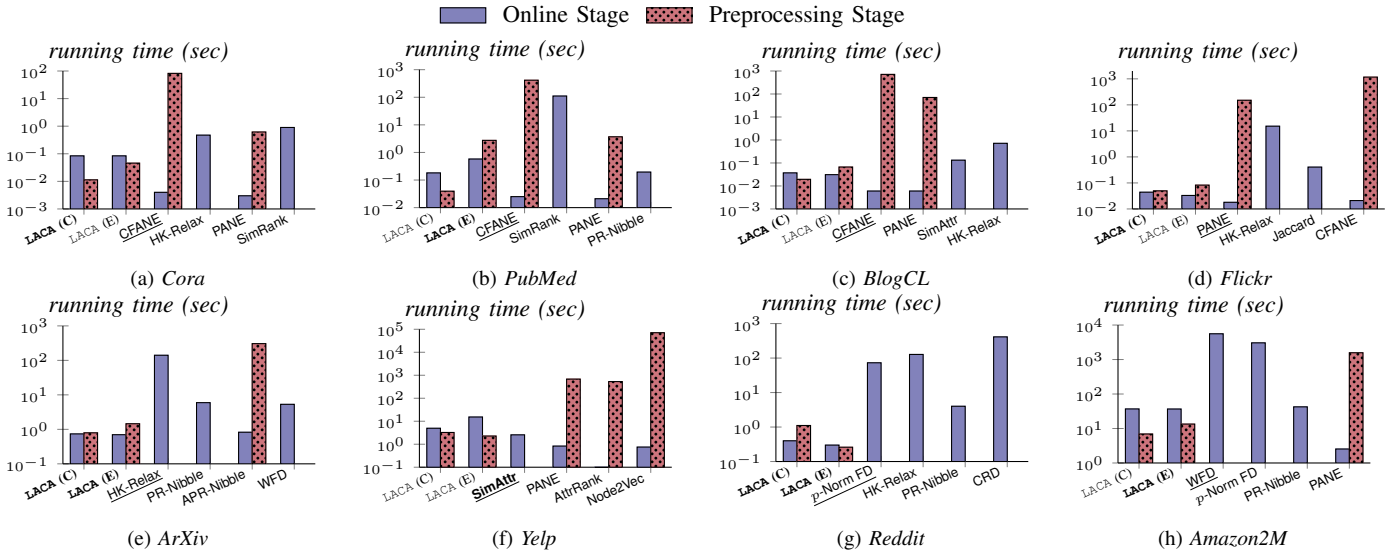 Online Stage Preprocessing Stage
running time (sec)
10^2
10^1
10^0
10^−1
10^−2
10^−3
LACA (C)
LACA (E)
CFANE
HK-Relax
PANE
SimRank
(a) Cora
running time (sec)
10^3
10^2
10^1
10^0
10^−1
10^−2
LACA (C)
LACA (E)
CFANE
SimRank
PANE
PR-Nibble
(b) PubMed
running time (sec)
10^3
10^2
10^1
10^0
10^−1
10^−2
10^−3
LACA (C)
LACA (E)
CFANE
PANE
SimAttr
HK-Relax
(c) BlogCL
running time (sec)
10^3
10^2
10^1
10^0
10^−1
10^−2
LACA (C)
LACA (E)
PANE
HK-Relax
Jaccard
CFANE
(d) Flickr
running time (sec)
10^3
10^2
10^1
10^0
10^−1
LACA (C)
LACA (E)
HK-Relax
PR-Nibble
APR-Nibble
WFD
(e) ArXiv
running time (sec)
10^5
10^4
10^3
10^2
10^1
10^0
10^−1
LACA (C)
LACA (E)
SimAttr
PANE
AttrRank
Node2Vec
(f) Yelp
running time (sec)
10^3
10^2
10^1
10^0
10^−1
LACA (C)
LACA (E)
p-Norm FD
HK-Relax
PR-Nibble
CRD
(g) Reddit
running time (sec)
10^4
10^3
10^2
10^1
10^0
LACA (C)
LACA (E)
WFD
p-Norm FD
PR-Nibble
PANE
(h) Amazon2M